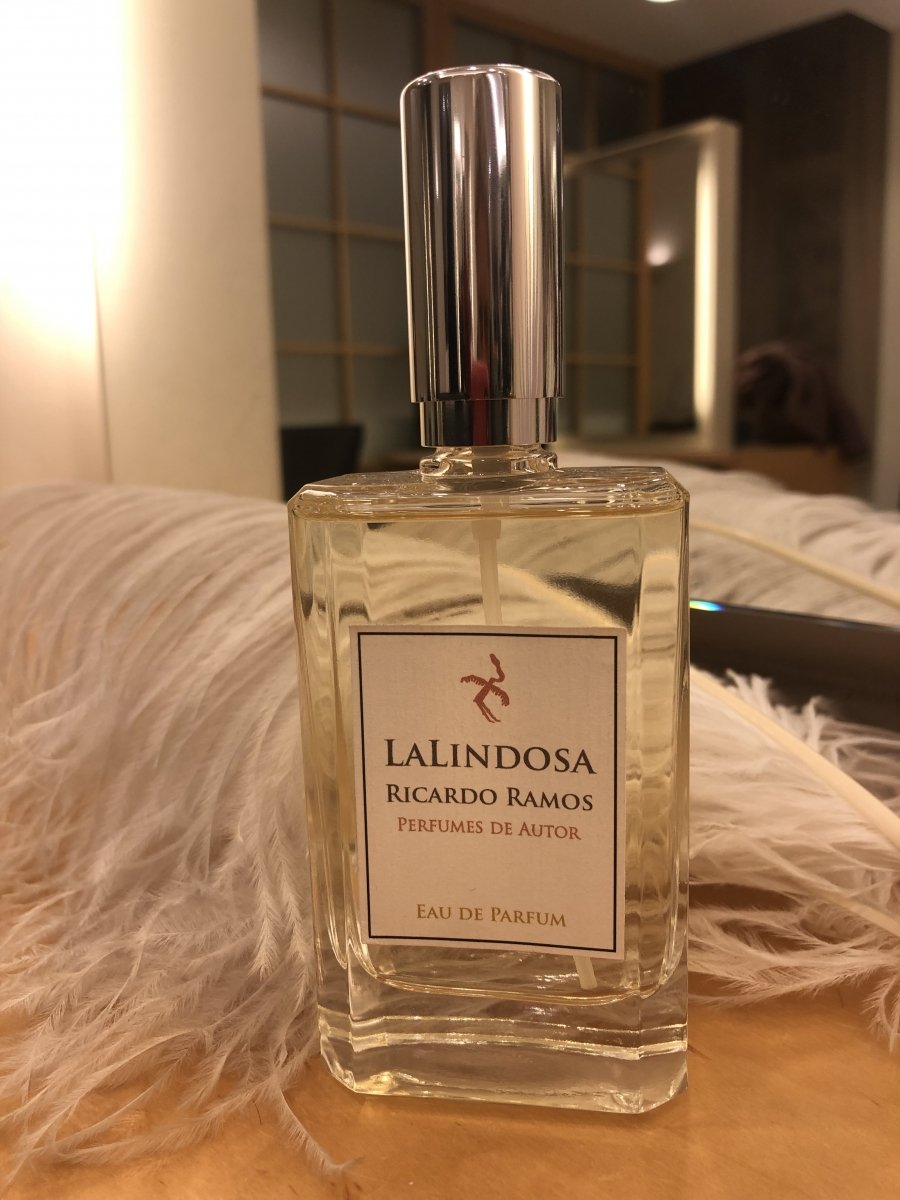 LaLindosa
Ricardo Ramos
Perfumes de Autor
Eau de Parfum